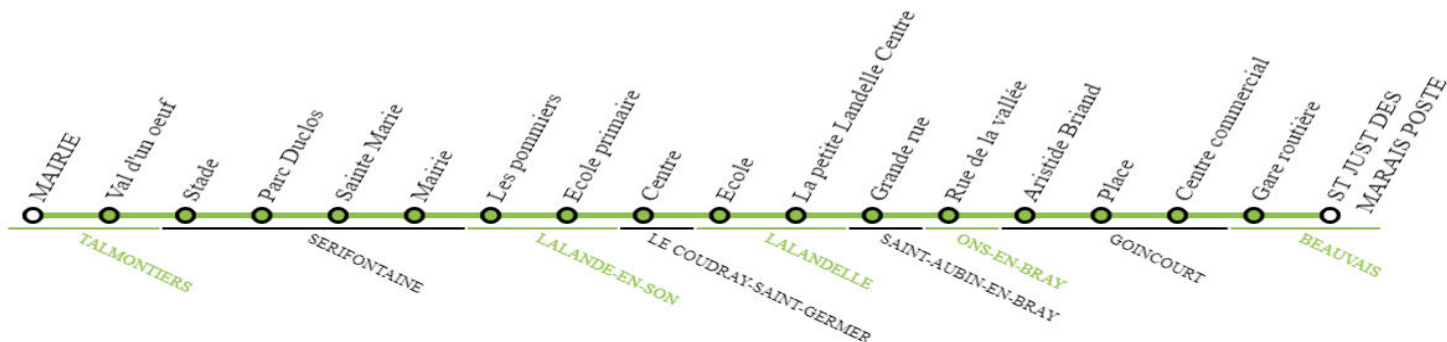 MAIRIE
Val d'un oeuf
Stade
Parc Duclos
Sainte Marie
Mairie
Les pommiers
Ecole primaire
Centre
Ecole
La petite Landelle Centre
Grande rue
Rue de la vallée
Aristide Briand
Place
Centre commercial
Gare routière
ST JUST DES
MARAIS POSTE
TALMONTIERS
SERIFONTAINE
LALANDE-EN-SON
LE COUDRAY-SAINT-GERMER
LALANDELLE
SAINT-AUBIN-EN-BRAY
ONS-EN-BRAY
GOINCOURT
BEAUVAIS